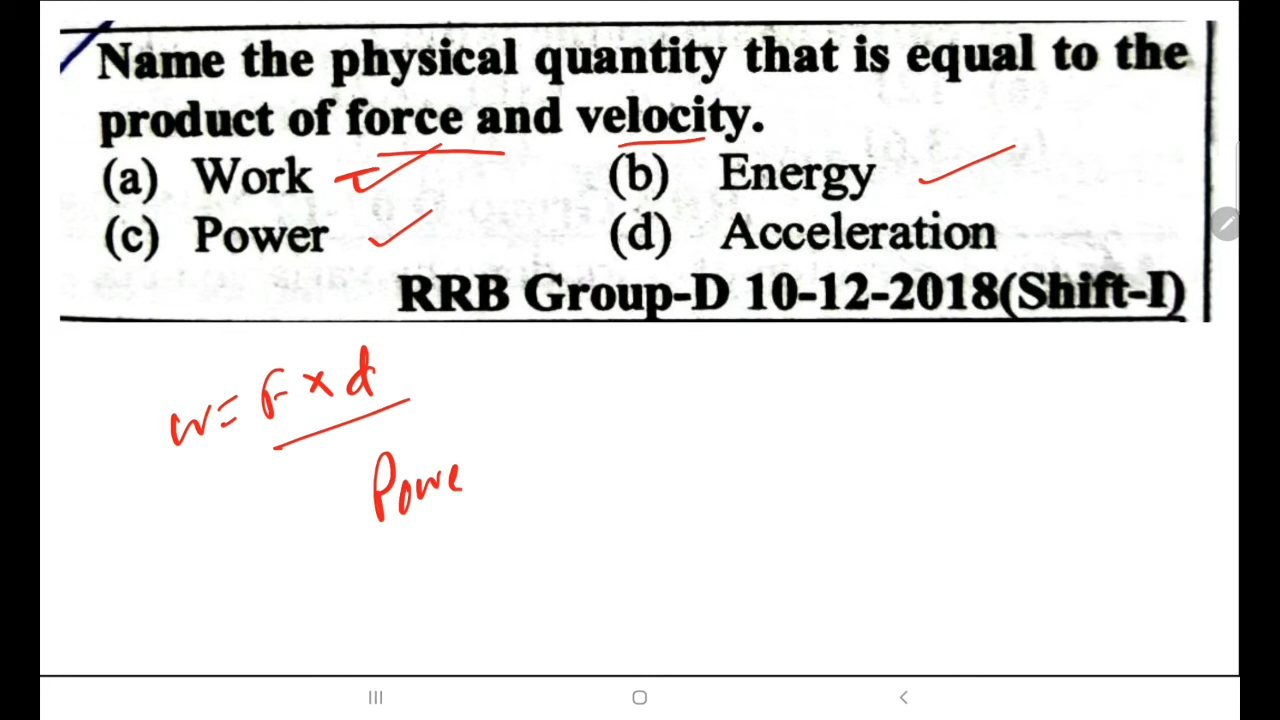 Name the physical quantity that is equal to the
product of force and velocity.
(a) Work (b) Energy
(c) Power (d) Acceleration
RRB Group-D 10-12-2018(Shift-I)
w= F × d
Powe